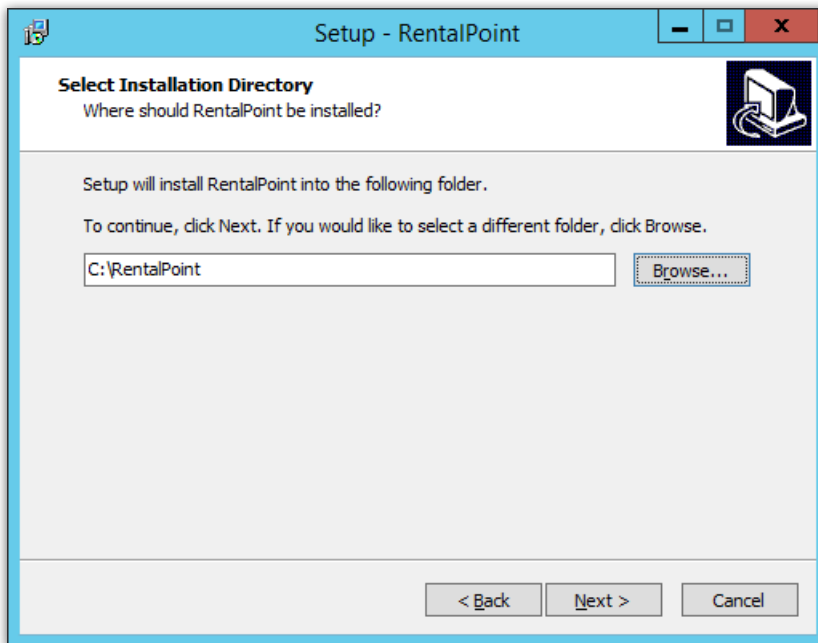 Setup - RentalPoint
Select Installation Directory
Where should RentalPoint be installed?
Setup will install RentalPoint into the following folder.
To continue, click Next. If you would like to select a different folder, click Browse.
C:\RentalPoint
Browse...
< Back
Next >
Cancel